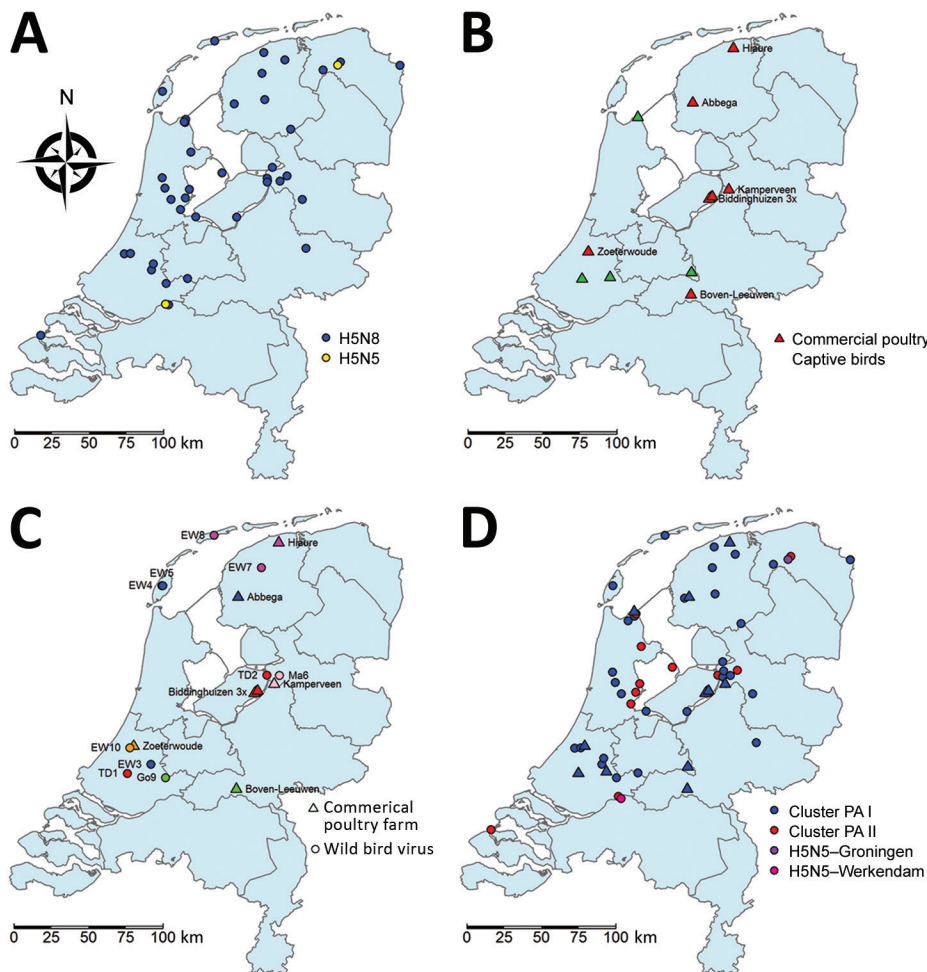 A
N
H5N8
H5N5
0 25 50 75 100 km
B
Hiaure
Abbega
Kamperveen
Biddinghuizen 3x
Zoeterwoude
Boven-Leeuwen
Commercial poultry
Captive birds
0 25 50 75 100 km
C
EW8
Hiaure
EW7
EW5
EW4
Abbega
TD2
Ma6
Kamperveen
Biddinghuizen 3x
Zoeterwoude
EW10
EW3
TD1
Go9
Boven-Leeuwen
Commerical
poultry farm
Wild bird virus
0 25 50 75 100 km
D
Cluster PA I
Cluster PA II
H5N5–Groningen
H5N5–Werkendam
0 25 50 75 100 km